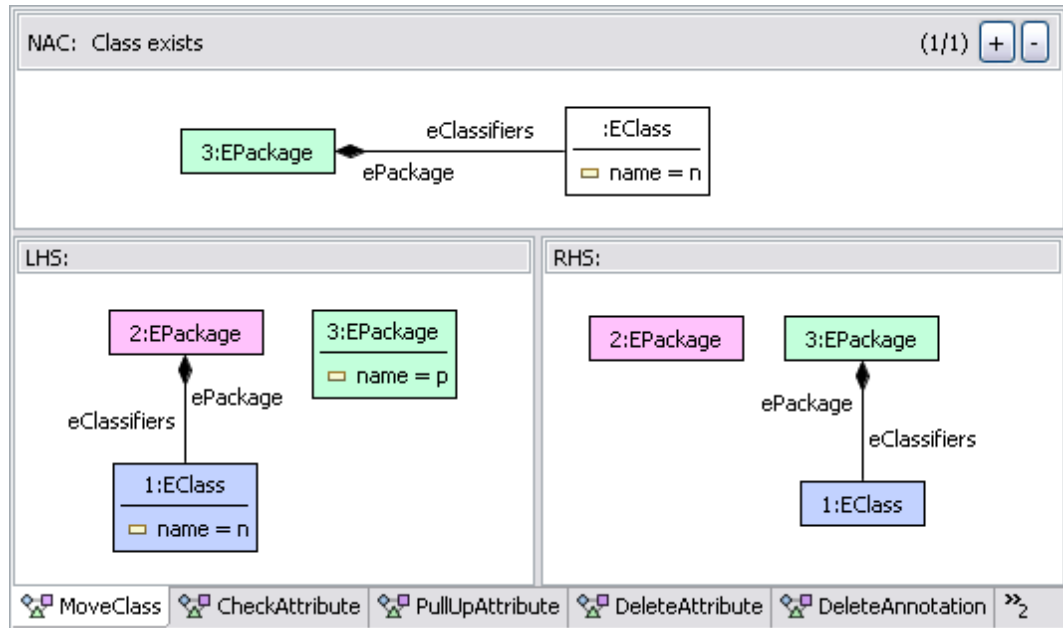 NAC: Class exists (1/1) + -
eClassifiers
:EClass
3:EPackage
ePackage
name = n
LHS:
2:EPackage
3:EPackage
name = p
ePackage
eClassifiers
1:EClass
name = n
RHS:
2:EPackage
3:EPackage
ePackage
eClassifiers
1:EClass
MoveClass CheckAttribute PullUpAttribute DeleteAttribute DeleteAnnotation »2